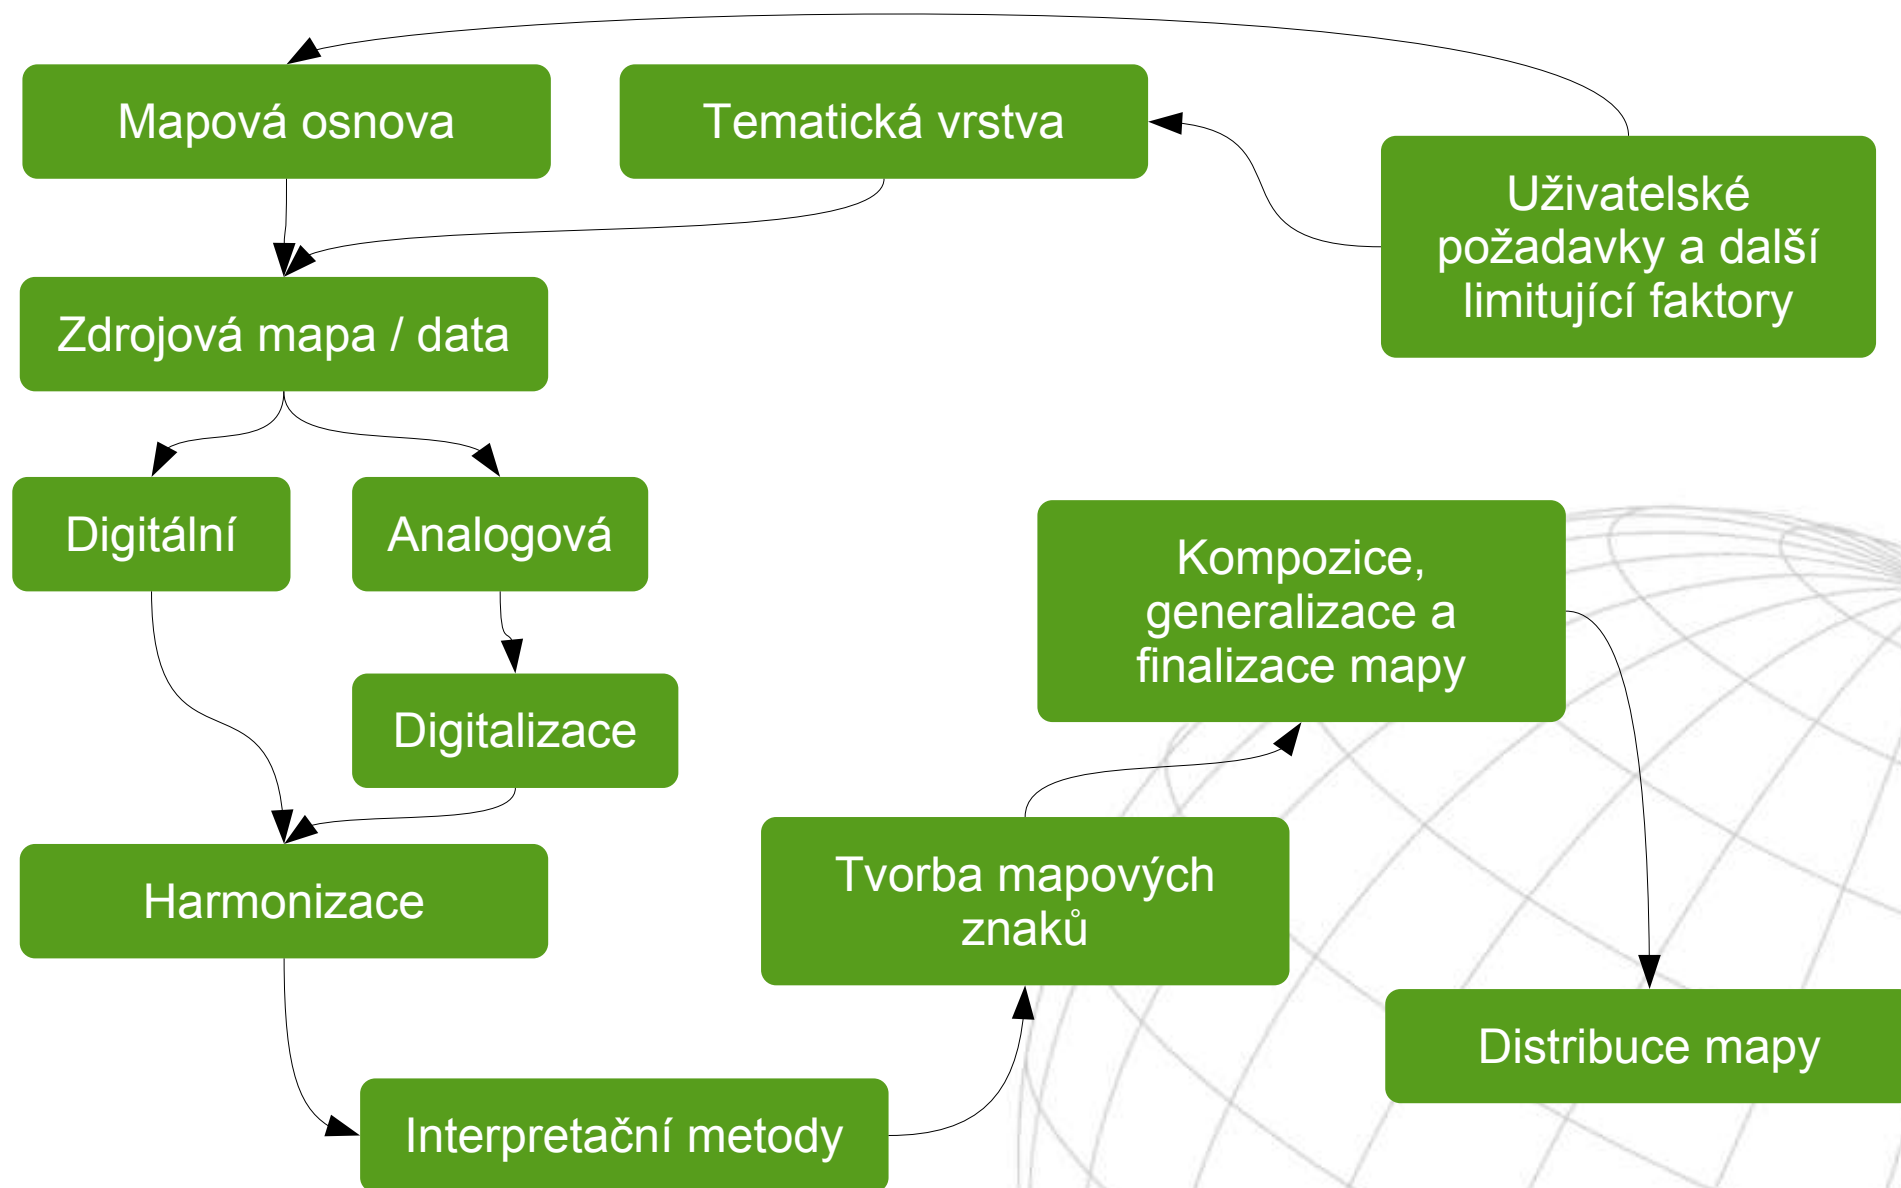 Mapová osnova
Tematická vrstva
Uživatelské
požadavky a další
limitující faktory
Zdrojová mapa / data
Digitální
Analogová
Kompozice,
generalizace a
finalizace mapy
Digitalizace
Tvorba mapových
znaků
Harmonizace
Distribuce mapy
Interpretační metody